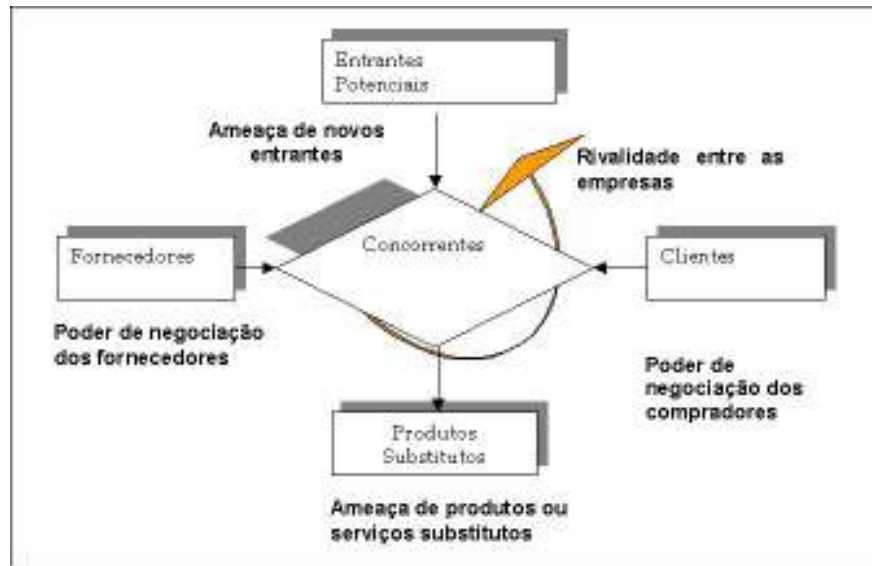 Entrantes
Potenciais
Ameaça de novos
entrantes
Rivalidade entre as
empresas
Fornecedores
Concorrentes
Clientes
Poder de negociação
dos fornecedores
Poder de
negociação dos
compradores
Produtos
Substitutos
Ameaça de produtos ou
serviços substitutos